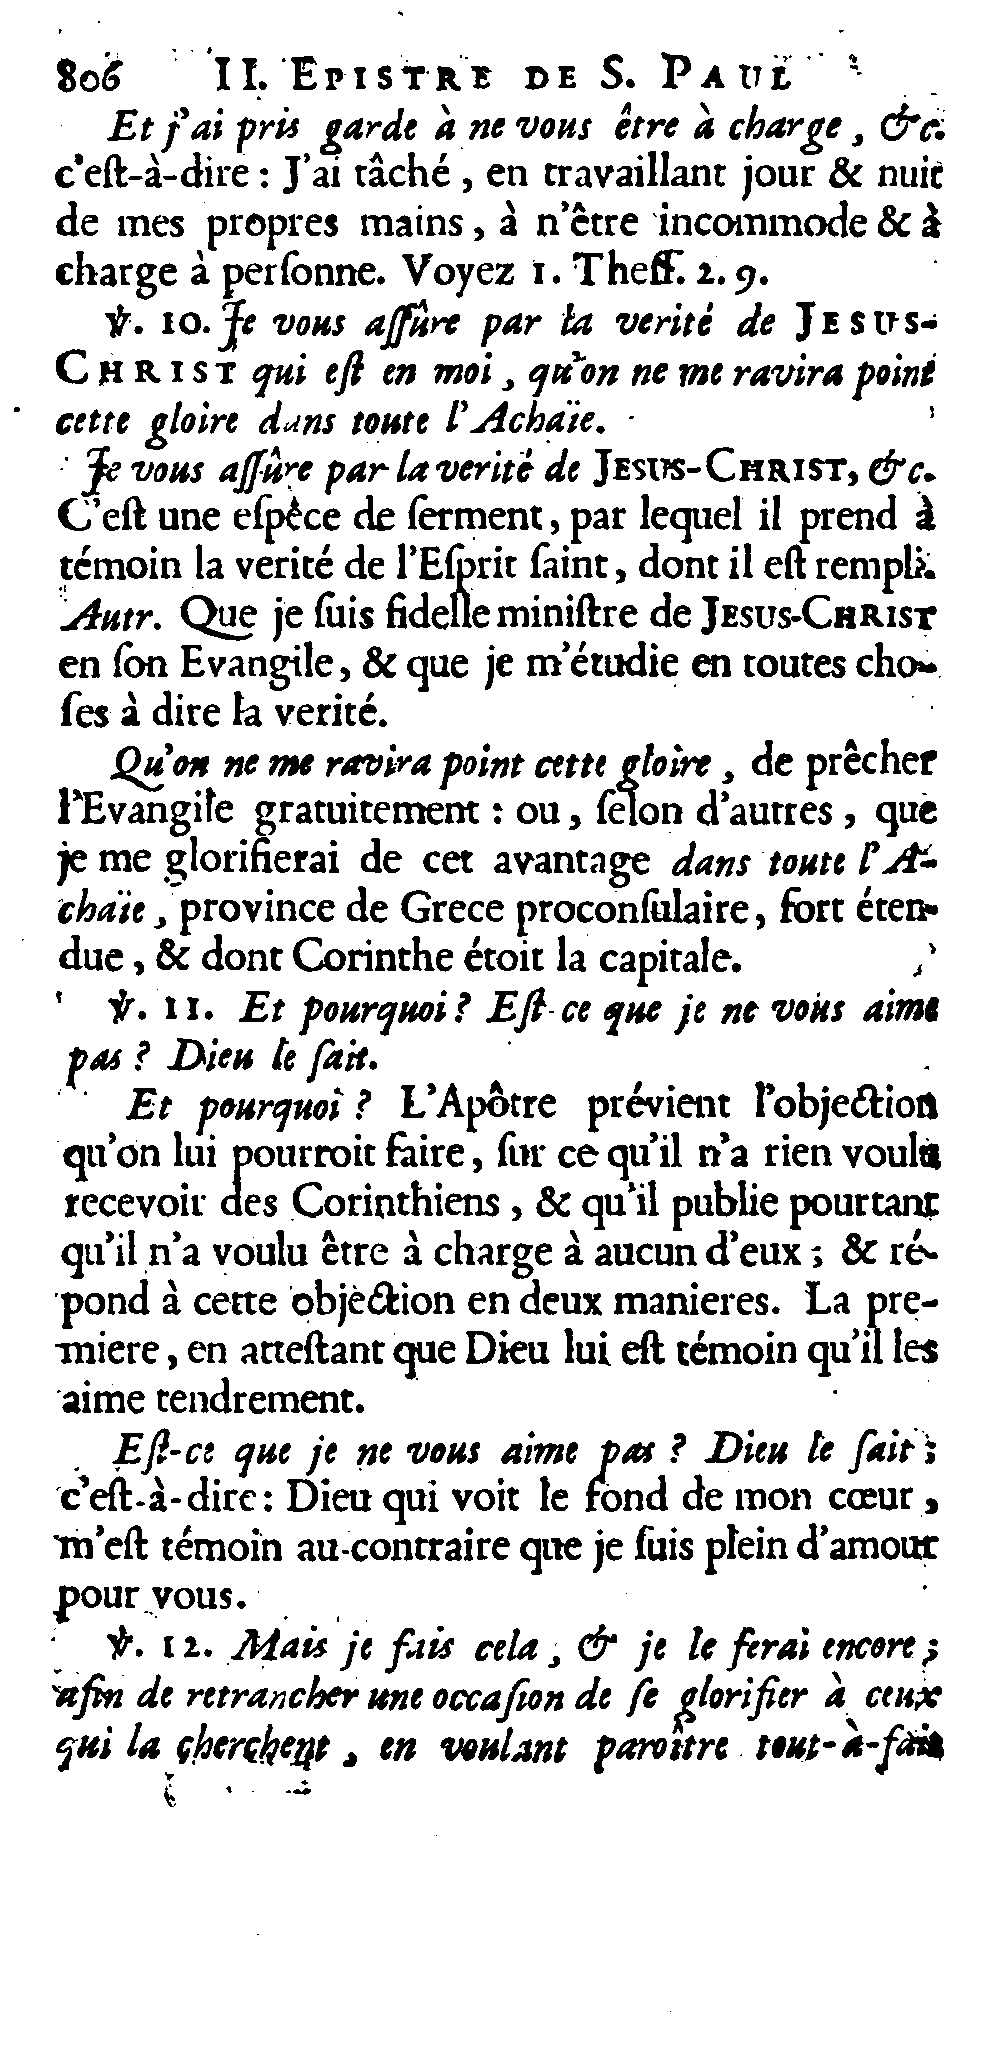 806 II. EPISTRE DE S. PAUL
Et j'ai pris garde à ne vous être à charge, &c.
c'eſt-à-dire : J'ai tâché, en travaillant jour & nuit
de mes propres mains, à n'être incommode & à
charge à perſonne. Voyez 1. Theſſ. 2. 9.
℣. 10. Je vous aſſûre par la verité de JESUS-
CHRIST qui eſt en moi, qu'on ne me ravira point
cette gloire dans toute l'Achaïe.
Je vous aſſûre par la verité de JESUS-CHRIST, &c.
C'eſt une eſpèce de ſerment, par lequel il prend à
témoin la verité de l'Eſprit ſaint, dont il eſt rempli.
Autr. Que je ſuis fidelle miniſtre de JESUS-CHRIST
en ſon Evangile, & que je m'étudie en toutes cho-
ſes à dire la verité.
Qu'on ne me ravira point cette gloire, de prêcher
l'Evangile gratuitement : ou, ſelon d'autres, que
je me glorifierai de cet avantage dans toute l'A-
chaïe, province de Grece proconſulaire, fort éten-
due, & dont Corinthe étoit la capitale.
℣. 11. Et pourquoi ? Eſt-ce que je ne vous aime
pas ? Dieu le ſait.
Et pourquoi ? L'Apôtre prévient l'objection
qu'on lui pourroit faire, ſur ce qu'il n'a rien voulu
recevoir des Corinthiens, & qu'il publie pourtant
qu'il n'a voulu être à charge à aucun d'eux ; & ré-
pond à cette objection en deux manieres. La pre-
miere, en atteſtant que Dieu lui eſt témoin qu'il les
aime tendrement.
Eſt-ce que je ne vous aime pas ? Dieu le ſait ;
c'eſt-à-dire : Dieu qui voit le fond de mon cœur,
m'eſt témoin au-contraire que je ſuis plein d'amour
pour vous.
℣. 12. Mais je fais cela, & je le ferai encore ;
afin de retrancher une occaſion de ſe glorifier à ceux
qui la cherchent, en voulant paroître tout-à-fait